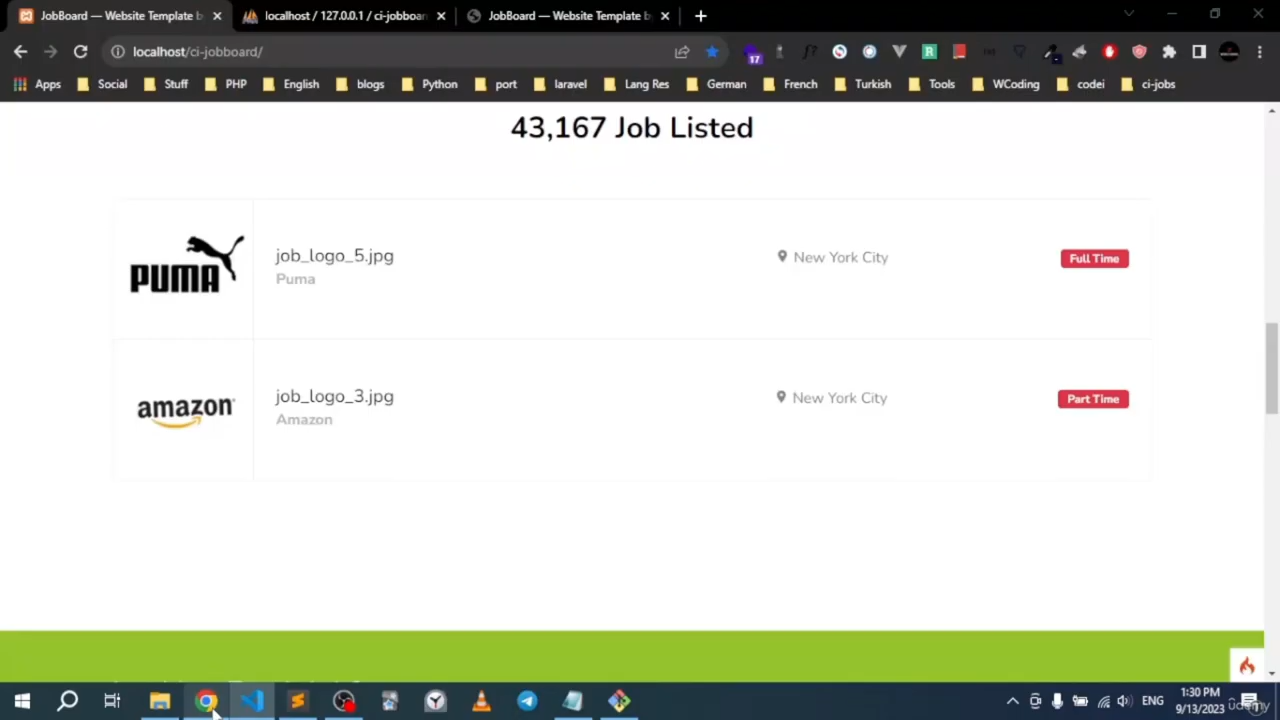 JobBoard — Website Template b
localhost / 127.0.0.1 / ci-jobboar
JobBoard — Website Template b
localhost/ci-jobboard/
f?
R
17
Apps
Social
Stuff
PHP
English
blogs
Python
port
laravel
Lang Res
German
French
Turkish
Tools
WCoding
codei
ci-jobs
43,167 Job Listed
PUMA
job_logo_5.jpg
Puma
New York City
Full Time
amazon
job_logo_3.jpg
Amazon
New York City
Part Time
ENG
1:30 PM
9/13/2023
udemy